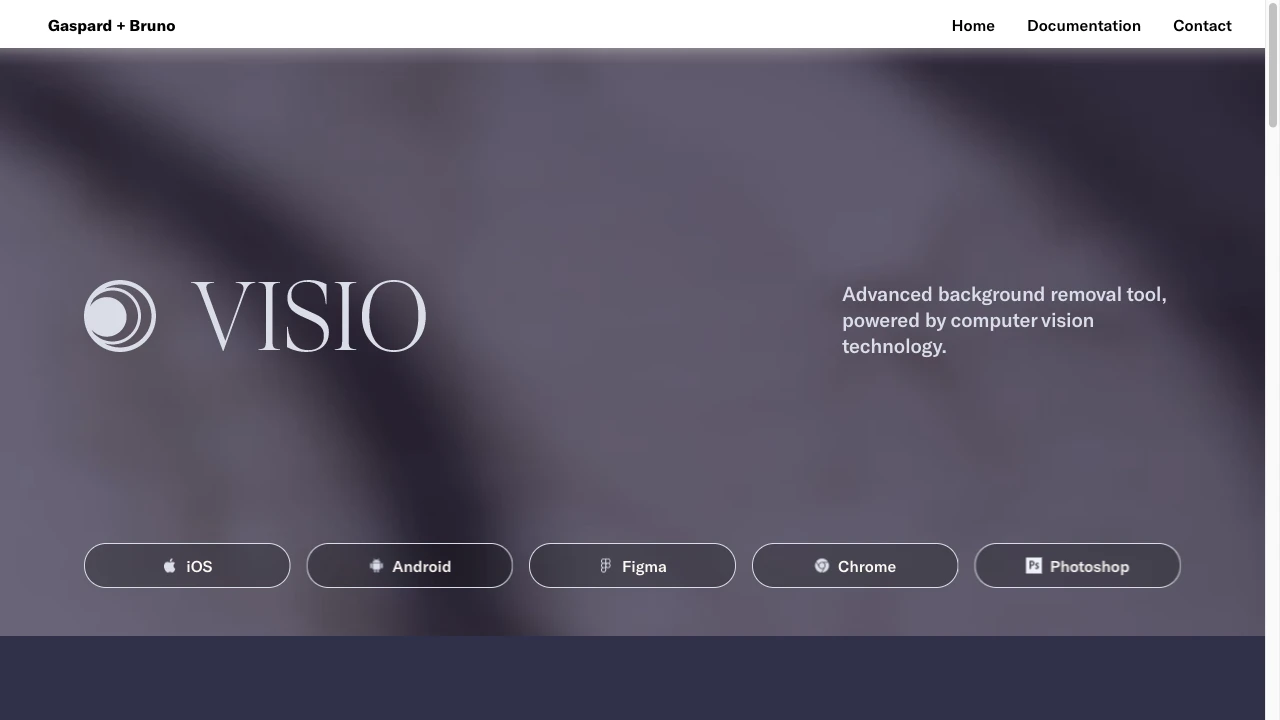 Gaspard + Bruno
Home
Documentation
Contact
VISIO
Advanced background removal tool,
powered by computer vision
technology.
iOS
Android
Figma
Chrome
Ps Photoshop